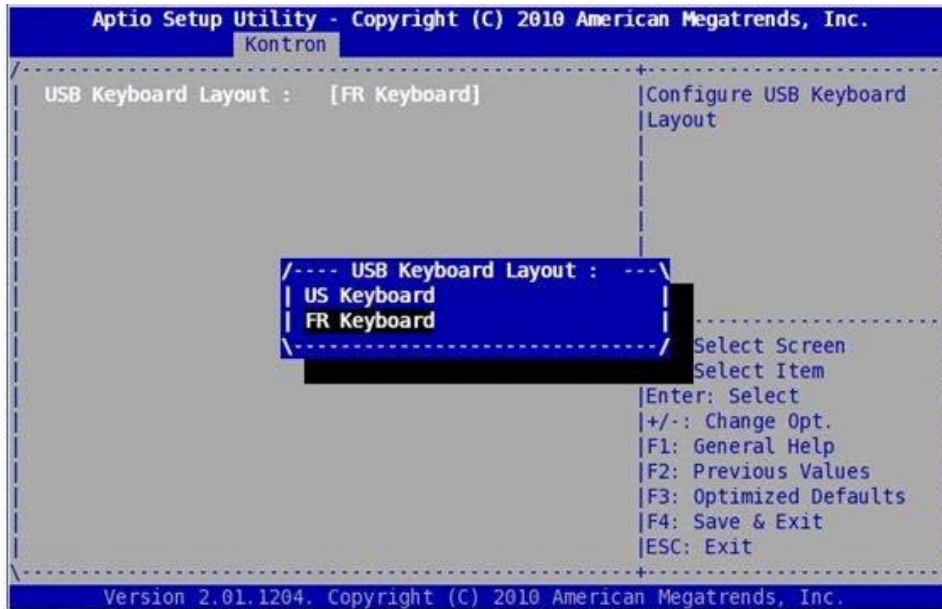 Aptio Setup Utility - Copyright (C) 2010 American Megatrends, Inc.
Kontron
USB Keyboard Layout : [FR Keyboard]
Configure USB Keyboard
Layout
USB Keyboard Layout :
US Keyboard
FR Keyboard
Select Screen
Select Item
Enter: Select
+/-: Change Opt.
F1: General Help
F2: Previous Values
F3: Optimized Defaults
F4: Save & Exit
ESC: Exit
Version 2.01.1204. Copyright (C) 2010 American Megatrends, Inc.